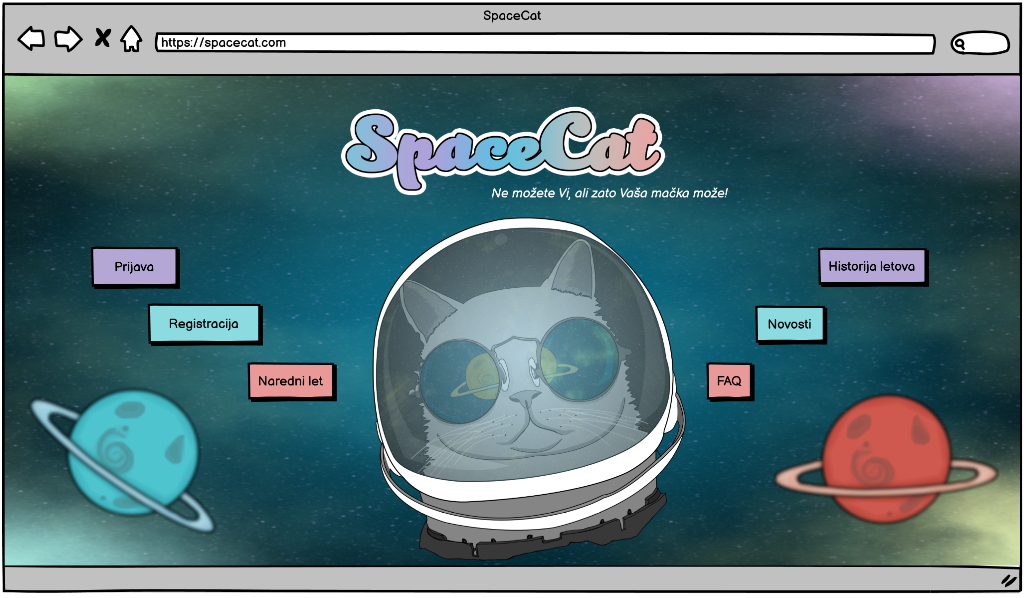 SpaceCat
https://spacecat.com
SpaceCat
Ne možete Vi, ali zato Vaša mačka može!
Prijava
Historija letova
Registracija
Novosti
Naredni let
FAQ